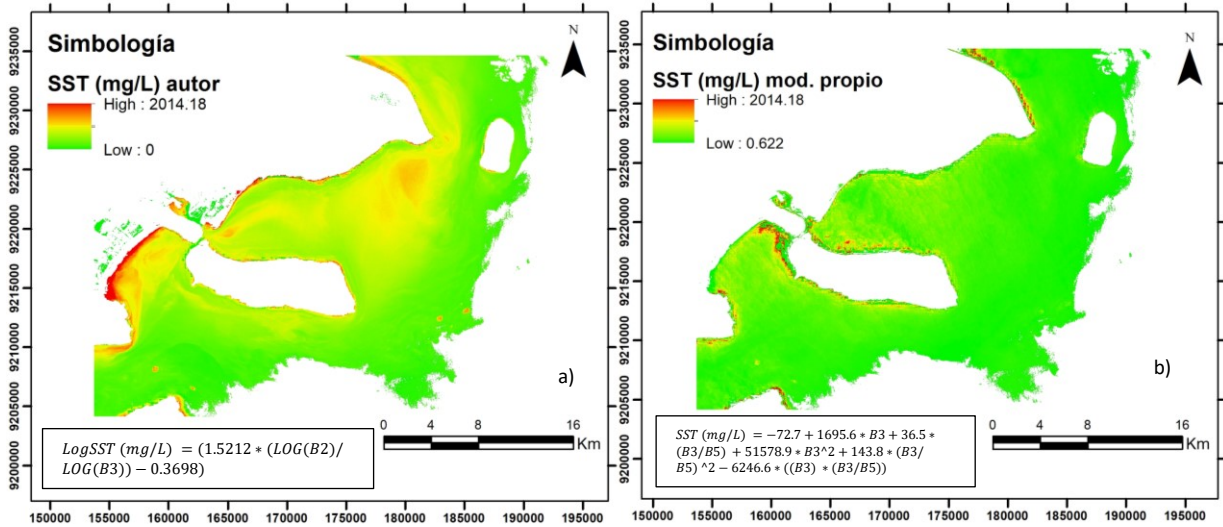 Simbología
SST (mg/L) autor
High : 2014.18
Low : 0
N
a)
LogSST (mg/L) = (1.5212 * (LOG(B2)/
LOG(B3)) − 0.3698)
0 4 8 16
Km
9235000
9230000
9225000
9220000
9215000
9210000
9205000
9200000
150000 155000 160000 165000 170000 175000 180000 185000 190000 195000
Simbología
SST (mg/L) mod. propio
High : 2014.18
Low : 0.622
N
b)
SST (mg/L) = −72.7 + 1695.6 * B3 + 36.5 *
(B3/B5) + 51578.9 * B3^2 + 143.8 * (B3/
B5) ^2 − 6246.6 * ((B3) * (B3/B5))
0 4 8 16
Km
9235000
9230000
9225000
9220000
9215000
9210000
9205000
9200000
150000 155000 160000 165000 170000 175000 180000 185000 190000 195000